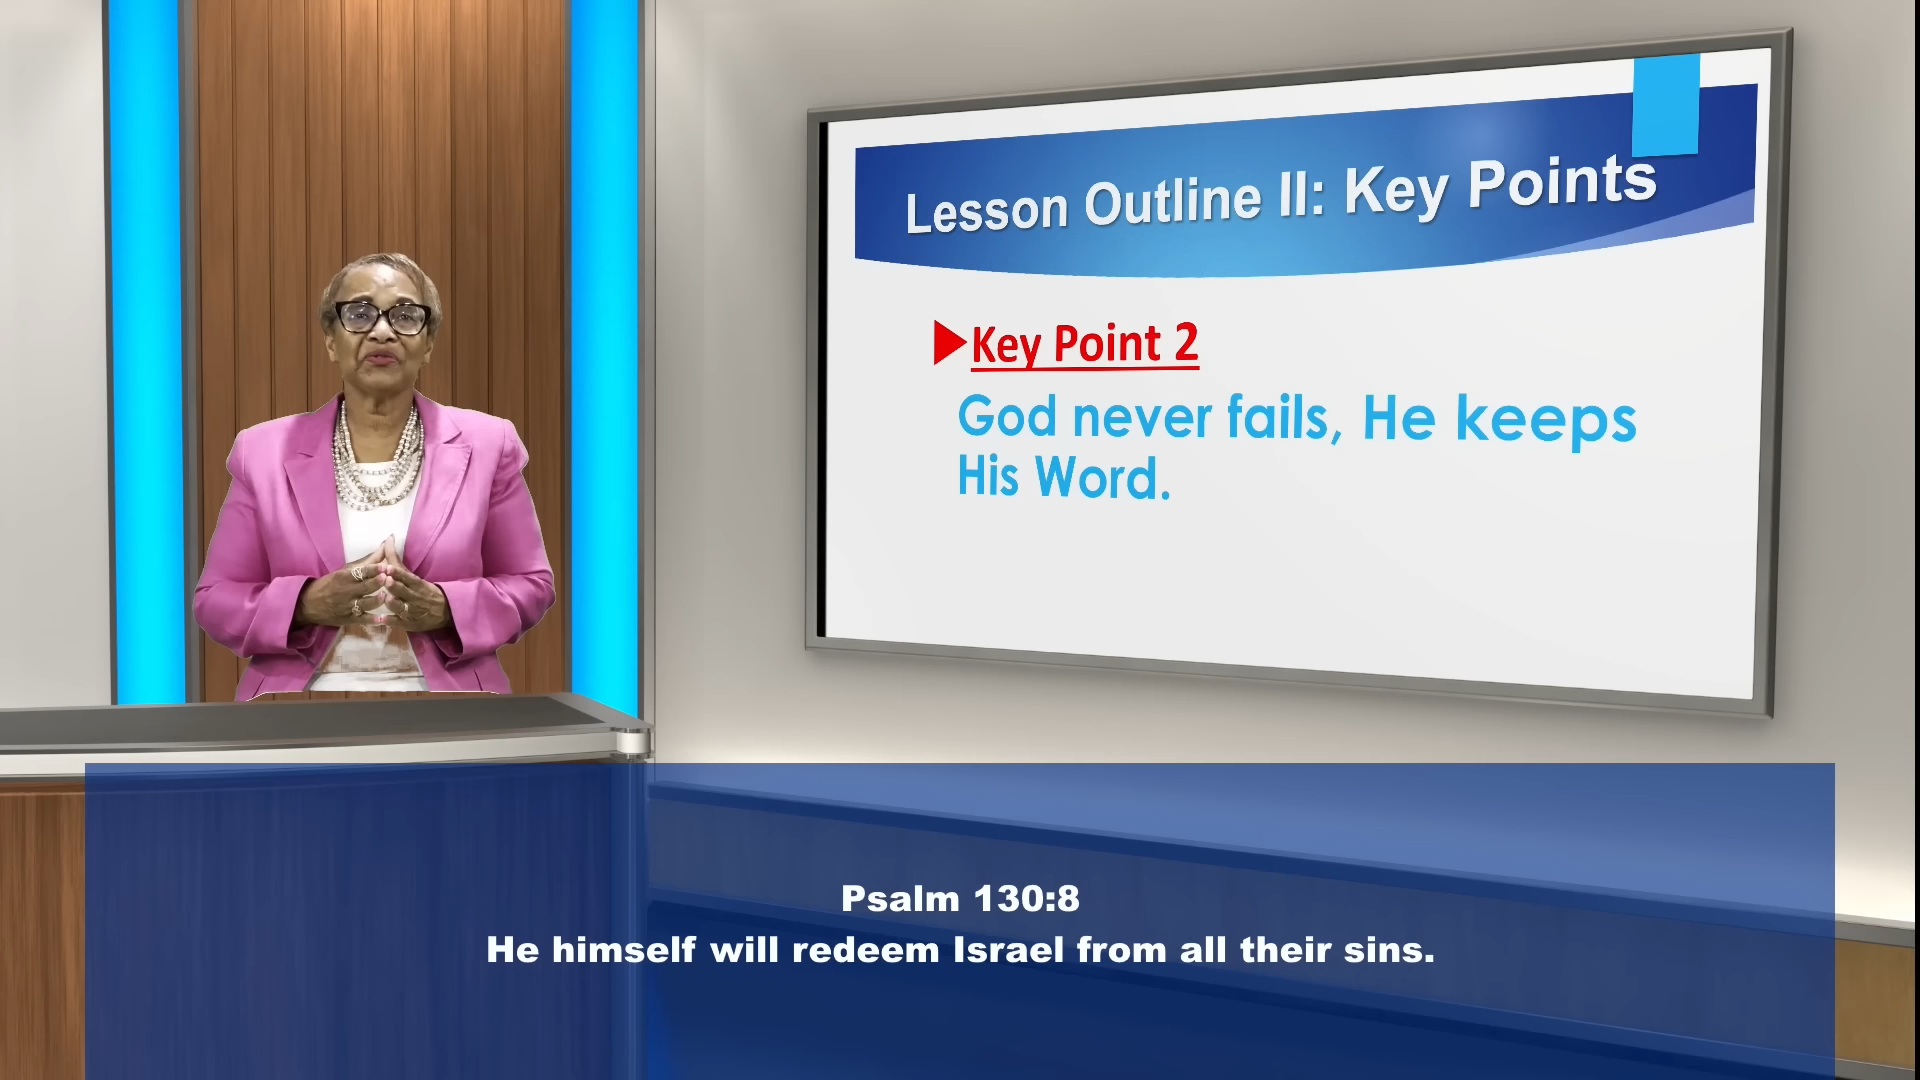 Lesson Outline II: Key Points
Key Point 2
God never fails, He keeps
His Word.
Psalm 130:8
He himself will redeem Israel from all their sins.